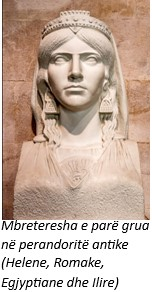 Mbreteresha e parë grua
në perandoritë antike
(Helene, Romake,
Egjyptiane dhe Ilire)